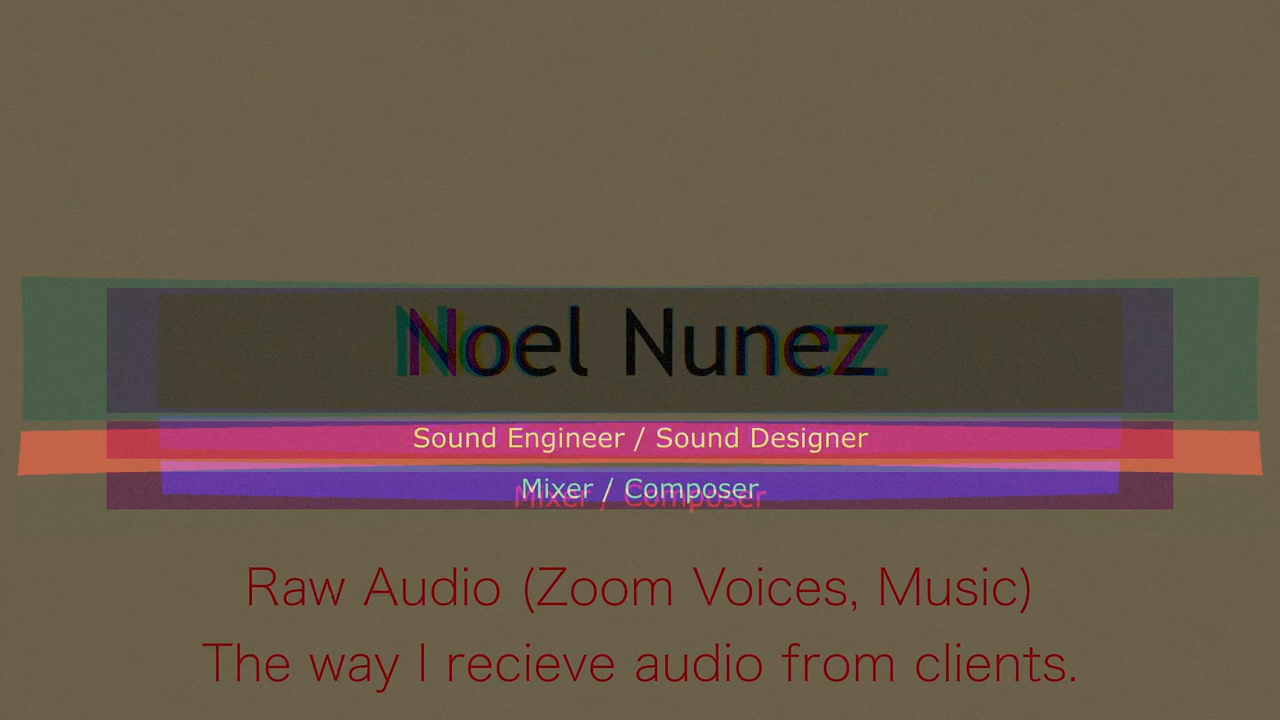 Noel Nunez
Sound Engineer / Sound Designer
Mixer / Composer
Raw Audio (Zoom Voices, Music)
The way I recieve audio from clients.